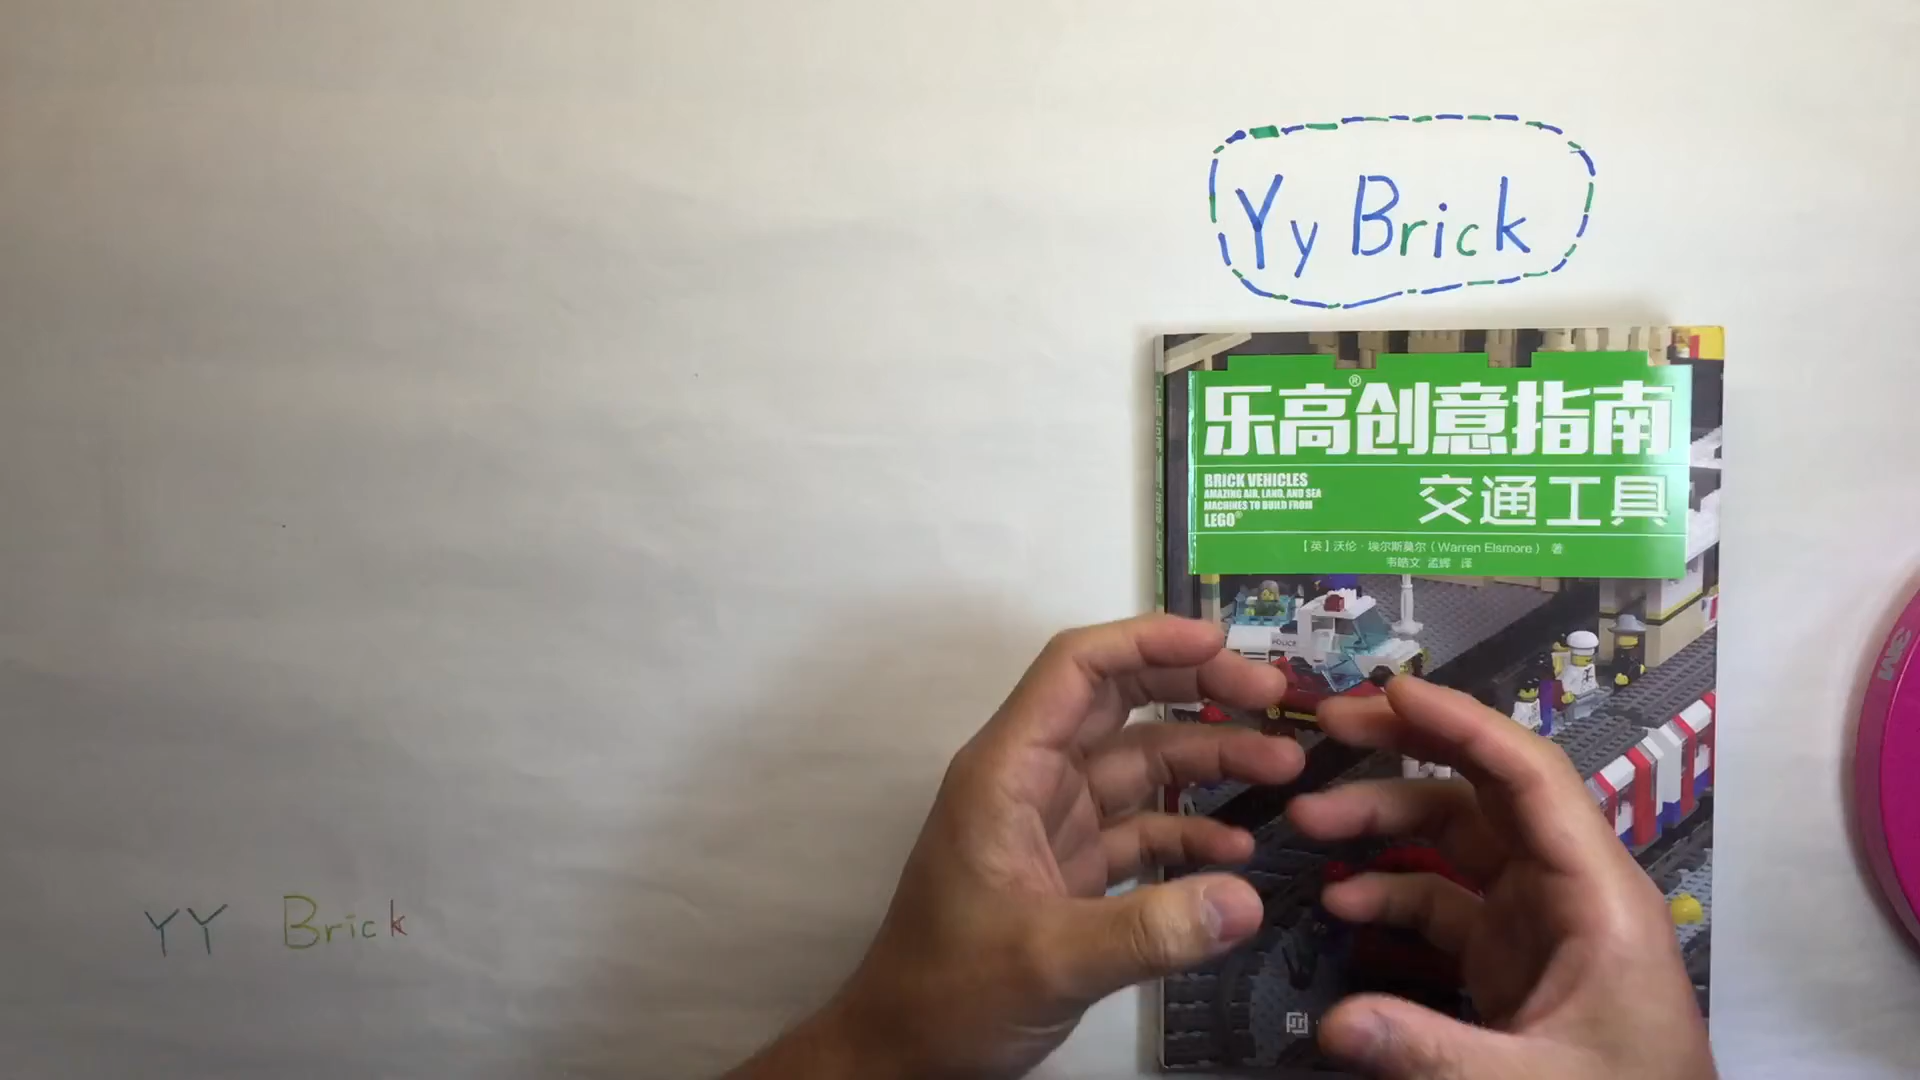 Yy Brick
乐高®创意指南
BRICK VEHICLES
AMAZING AIR, LAND, AND SEA
MACHINES TO BUILD FROM
LEGO®
交通工具
【英】沃伦·埃尔斯莫尔（Warren Elsmore） 著
韦皓文 孟辉 译
POLICE
3M
YY Brick